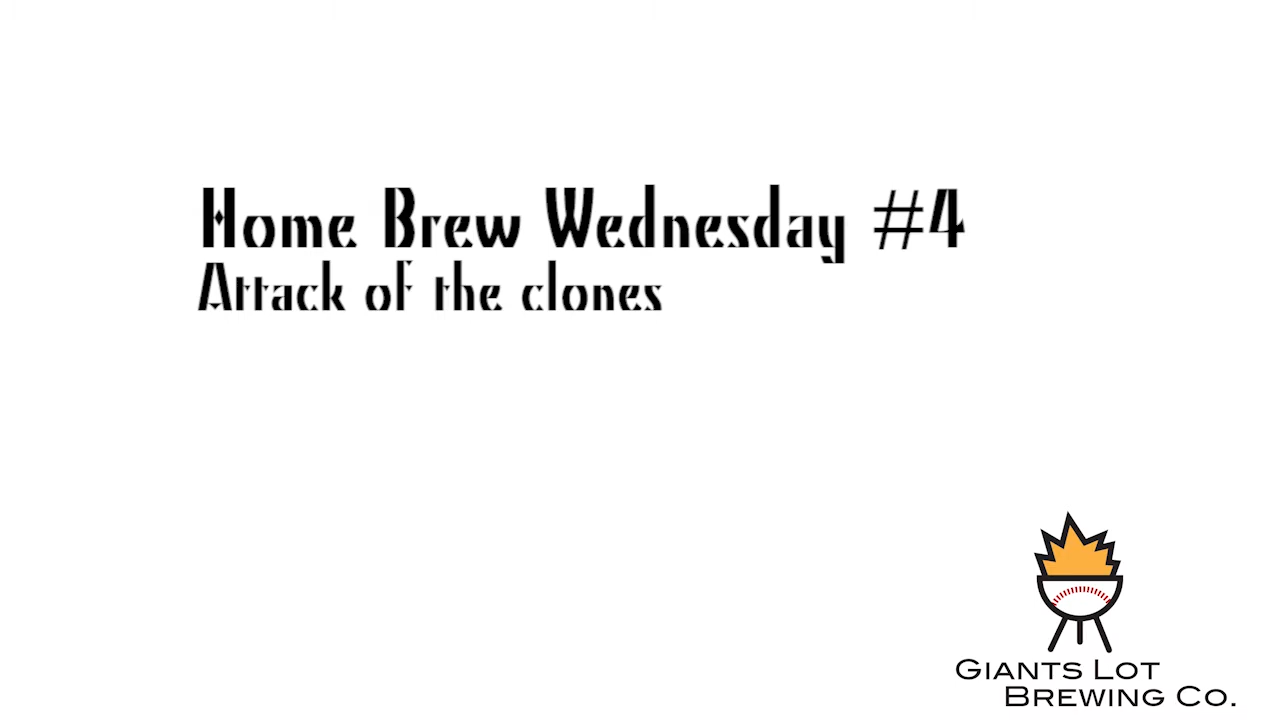 Home Brew Wednesday #4
Attack of the clones
GIANTS LOT
BREWING CO.